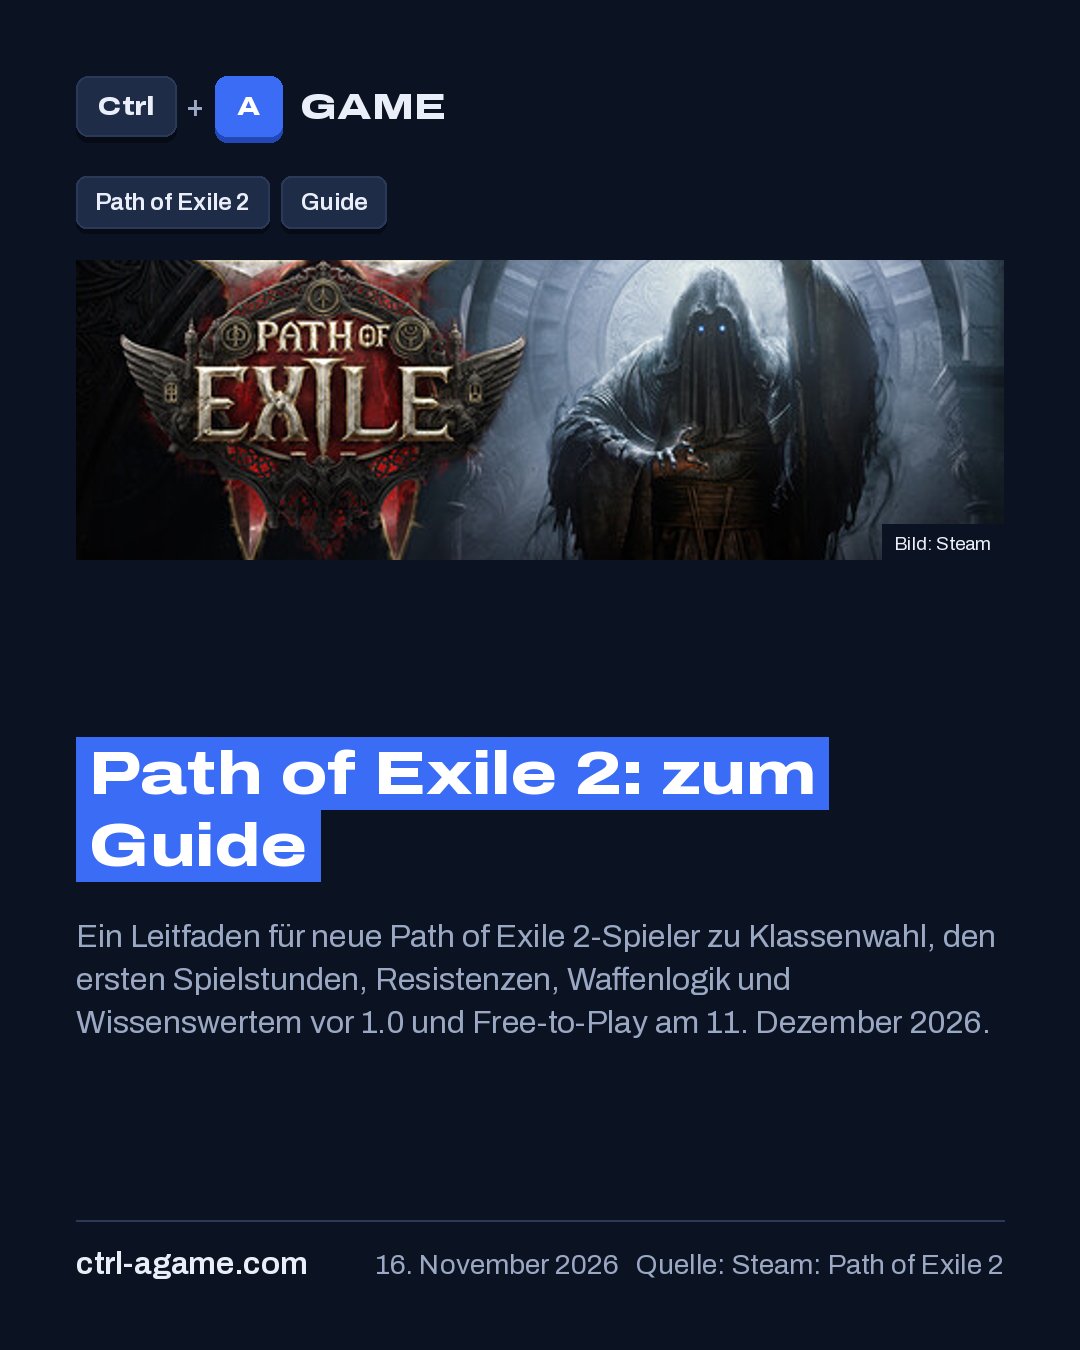 Ctrl + A GAME
Path of Exile 2 Guide
PATH OF
EXILE
Bild: Steam
Path of Exile 2: zum
Guide
Ein Leitfaden für neue Path of Exile 2-Spieler zu Klassenwahl, den
ersten Spielstunden, Resistenzen, Waffenlogik und
Wissenswertem vor 1.0 und Free-to-Play am 11. Dezember 2026.
ctrl-agame.com 16. November 2026 Quelle: Steam: Path of Exile 2